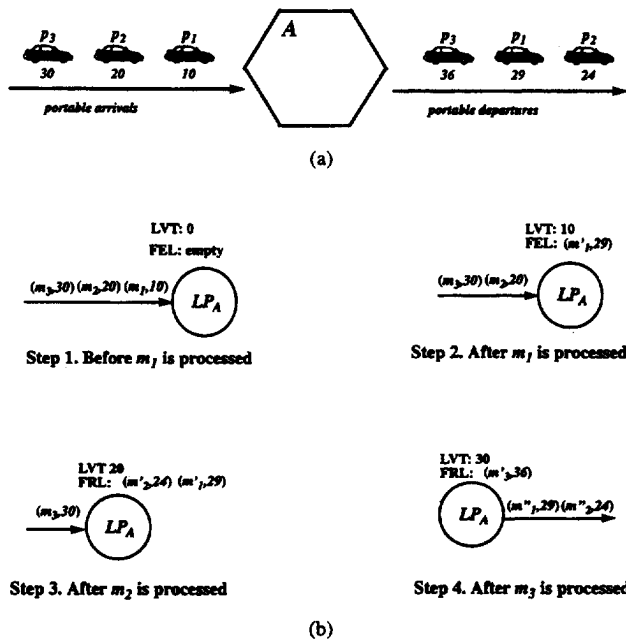 A
p3 p2 p1
30 20 10
portable arrivals
p3 p1 p2
36 29 24
portable departures
(a)
LVT: 0
FEL: empty
(m3,30) (m2,20) (m1,10)
LPA
Step 1. Before m1 is processed
LVT: 10
FEL: (m'1,29)
(m3,30) (m2,20)
LPA
Step 2. After m1 is processed
LVT 20
FRL: (m'2,24) (m'1,29)
(m3,30)
LPA
Step 3. After m2 is processed
LVT: 30
FRL: (m'3,36)
LPA
(m"1,29) (m"2,24)
Step 4. After m3 is processed
(b)